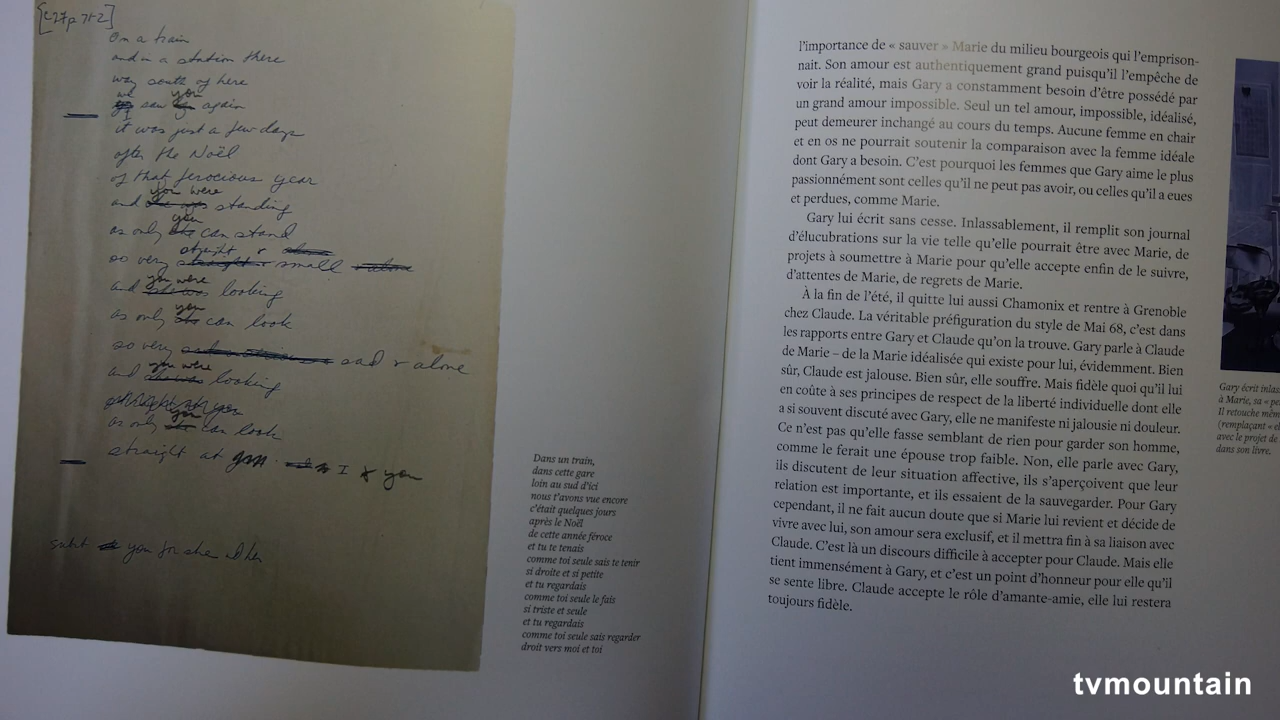 [c27p 71-2]
on a train
and in a station there
way south of here
we you
saw again
it was just a few days
after the Noël
of that ferocious year
you were
and she was standing
you
as only she can stand
straight &
so very straight & small alone
you were
and she was looking
you
as only she can look
so very sad & alone
you were
and she was looking
straight at you
you
as only she can look
straight at I & you
subst you for she and her
Dans un train,
dans cette gare
loin au sud d'ici
nous t'avons vue encore
c'était quelques jours
après le Noël
de cette année féroce
et tu te tenais
comme toi seule sais te tenir
si droite et si petite
et tu regardais
comme toi seule le fais
si triste et seule
et tu regardais
comme toi seule sais regarder
droit vers moi et toi
l'importance de « sauver » Marie du milieu bourgeois qui l'emprison-
nait. Son amour est authentiquement grand puisqu'il l'empêche de
voir la réalité, mais Gary a constamment besoin d'être possédé par
un grand amour impossible. Seul un tel amour, impossible, idéalisé,
peut demeurer inchangé au cours du temps. Aucune femme en chair
et en os ne pourrait soutenir la comparaison avec la femme idéale
dont Gary a besoin. C'est pourquoi les femmes que Gary aime le plus
passionnément sont celles qu'il ne peut pas avoir, ou celles qu'il a eues
et perdues, comme Marie.
Gary lui écrit sans cesse. Inlassablement, il remplit son journal
d'élucubrations sur la vie telle qu'elle pourrait être avec Marie, de
projets à soumettre à Marie pour qu'elle accepte enfin de le suivre,
d'attentes de Marie, de regrets de Marie.
À la fin de l'été, il quitte lui aussi Chamonix et rentre à Grenoble
chez Claude. La véritable préfiguration du style de Mai 68, c'est dans
les rapports entre Gary et Claude qu'on la trouve. Gary parle à Claude
de Marie – de la Marie idéalisée qui existe pour lui, évidemment. Bien
sûr, Claude est jalouse. Bien sûr, elle souffre. Mais fidèle quoi qu'il lui
en coûte à ses principes de respect de la liberté individuelle dont elle
a si souvent discuté avec Gary, elle ne manifeste ni jalousie ni douleur.
Ce n'est pas qu'elle fasse semblant de rien pour garder son homme,
comme le ferait une épouse trop faible. Non, elle parle avec Gary,
ils discutent de leur situation affective, ils s'aperçoivent que leur
relation est importante, et ils essaient de la sauvegarder. Pour Gary
cependant, il ne fait aucun doute que si Marie lui revient et décide de
vivre avec lui, son amour sera exclusif, et il mettra fin à sa liaison avec
Claude. C'est là un discours difficile à accepter pour Claude. Mais elle
tient immensément à Gary, et c'est un point d'honneur pour elle qu'il
se sente libre. Claude accepte le rôle d'amante-amie, elle lui restera
toujours fidèle.
Gary écrit inlas
à Marie, sa « pe
Il retouche mêm
(remplaçant « el
avec le projet de
dans son livre.
tvmountain